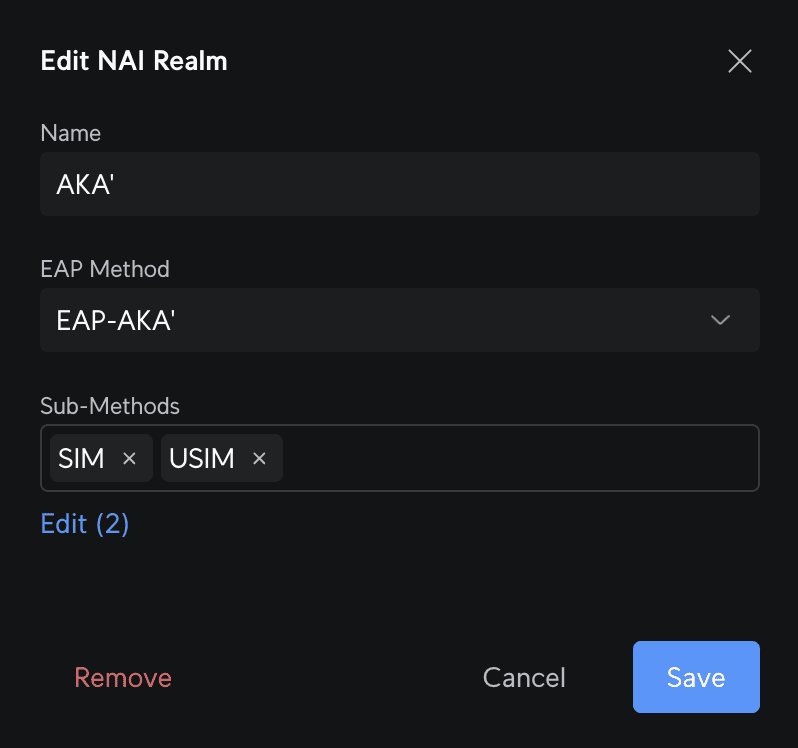 Edit NAI Realm
Name
AKA'
EAP Method
EAP-AKA'
Sub-Methods
SIM × USIM ×
Edit (2)
Remove Cancel Save